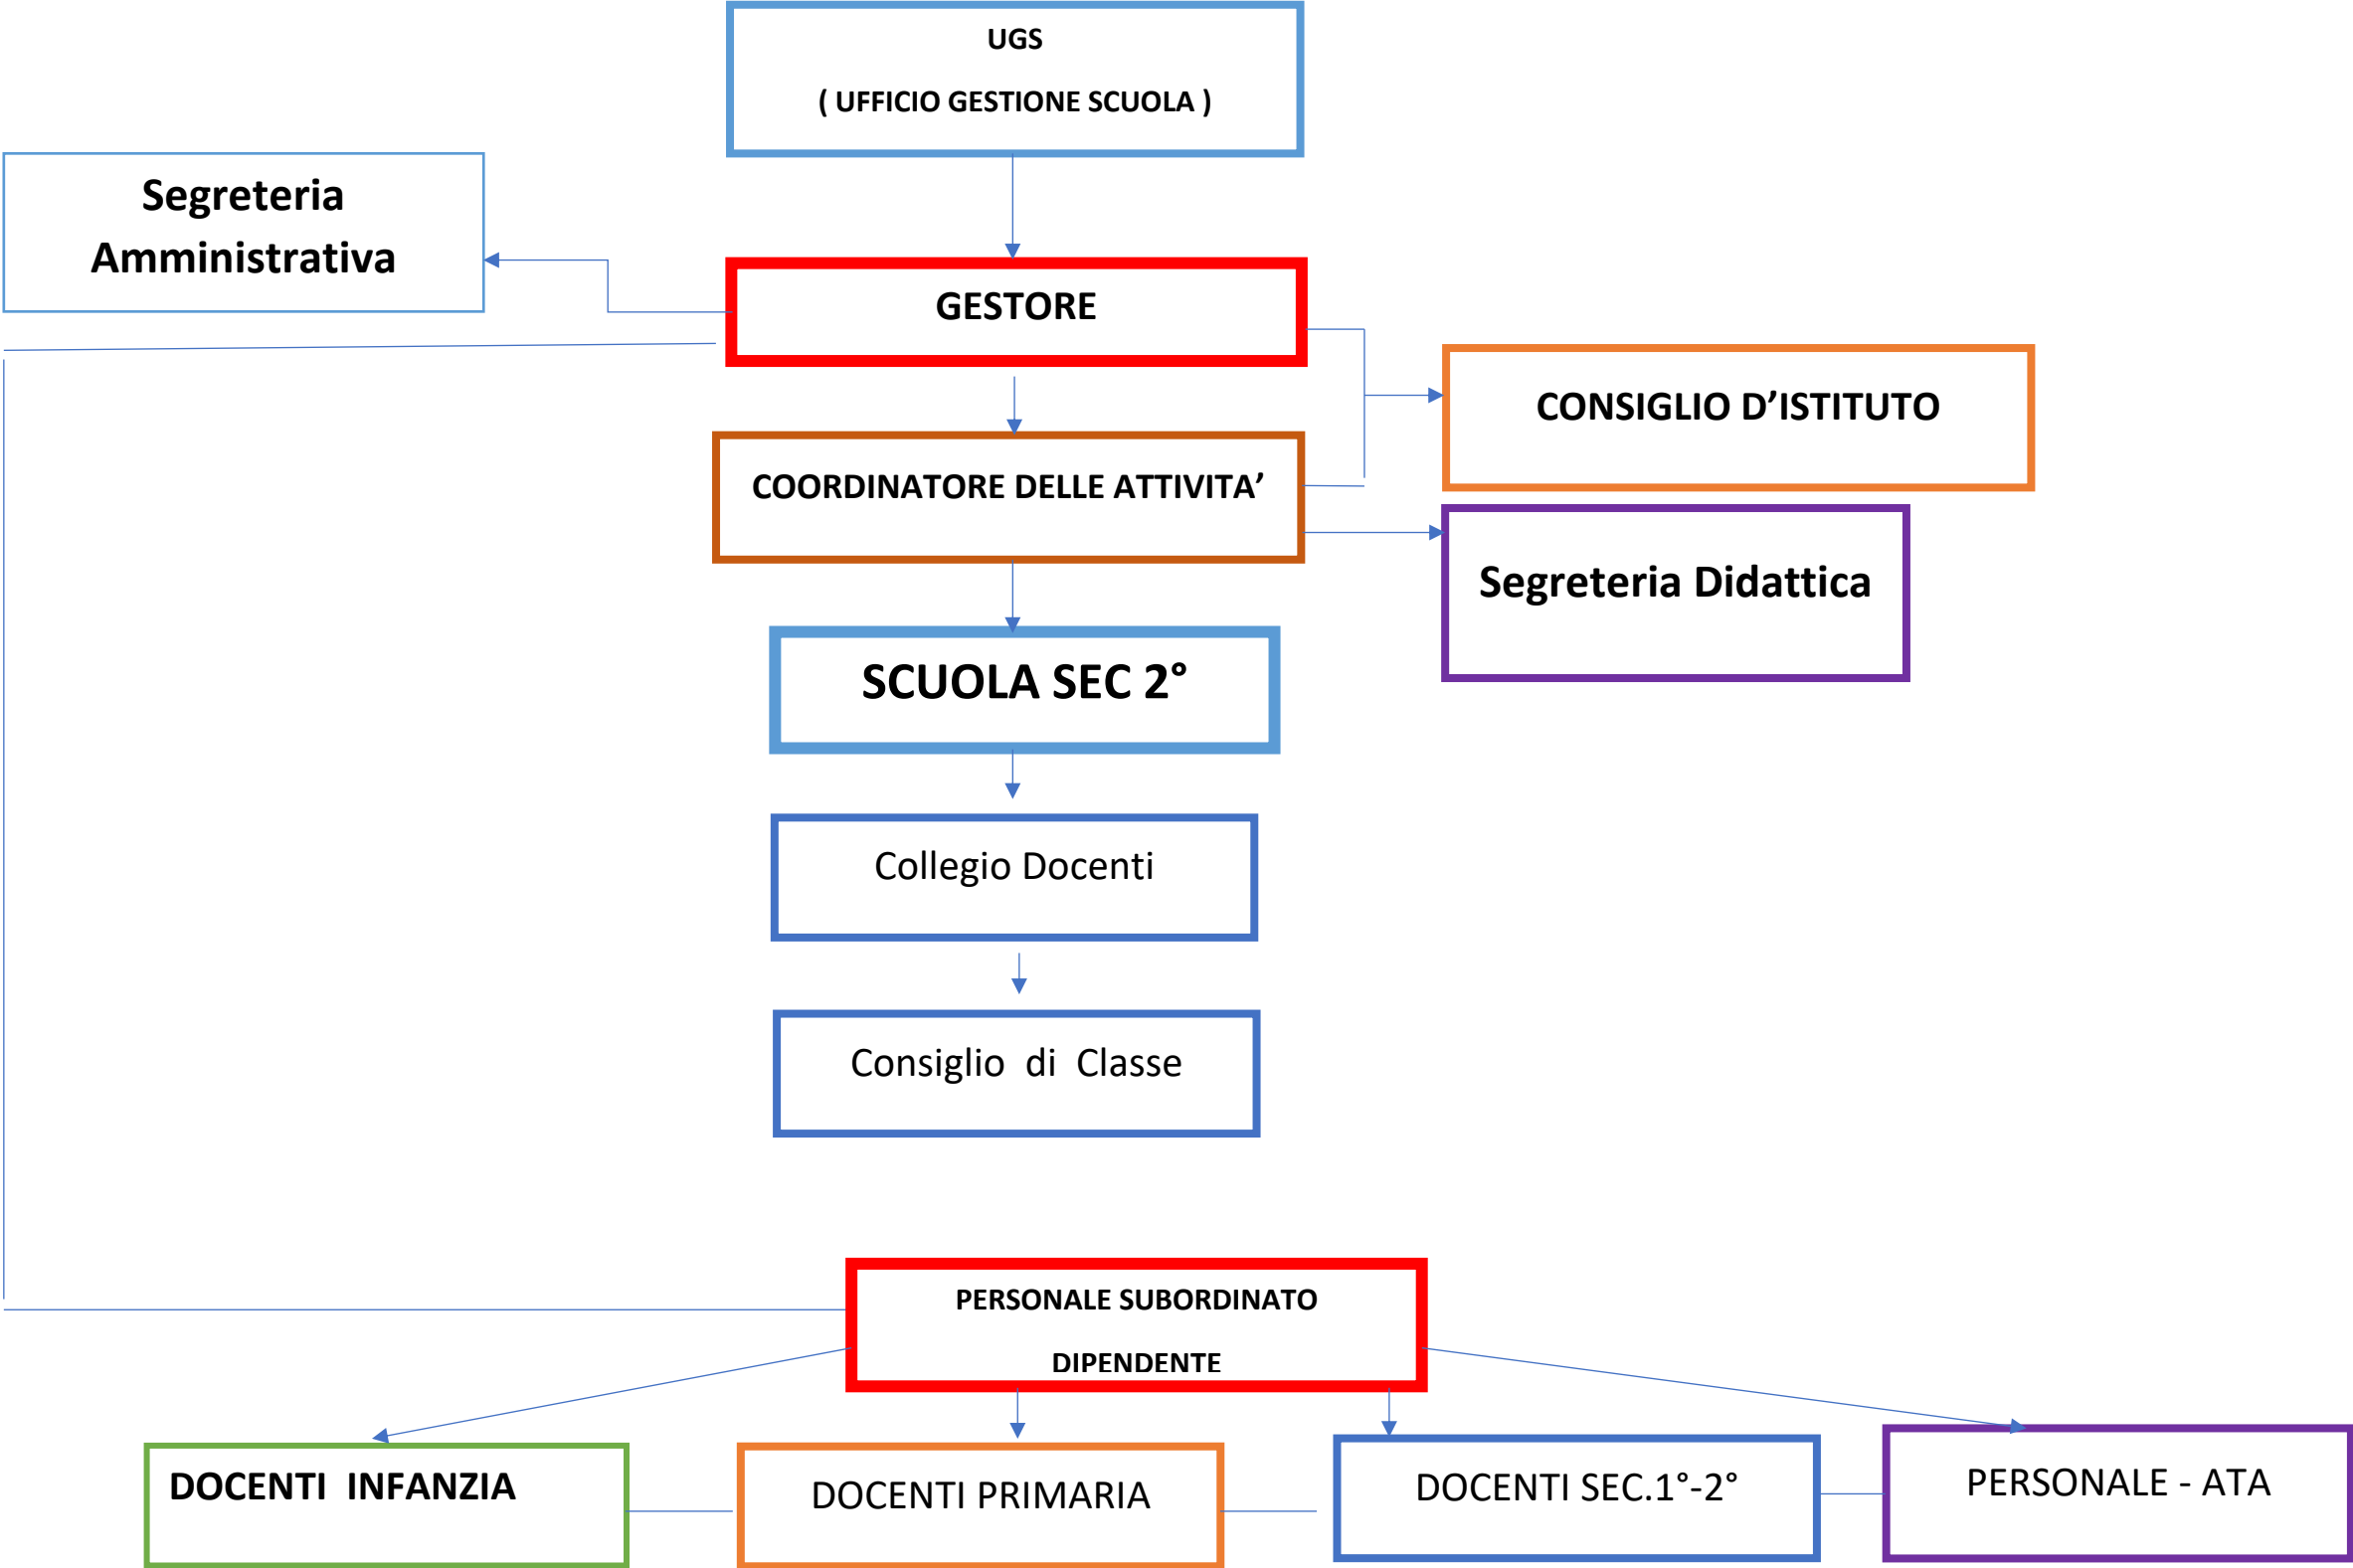 UGS
( UFFICIO GESTIONE SCUOLA )
Segreteria
Amministrativa
GESTORE
CONSIGLIO D’ISTITUTO
COORDINATORE DELLE ATTIVITA’
Segreteria Didattica
SCUOLA SEC 2°
Collegio Docenti
Consiglio di Classe
PERSONALE SUBORDINATO
DIPENDENTE
DOCENTI INFANZIA
DOCENTI PRIMARIA
DOCENTI SEC.1°-2°
PERSONALE - ATA